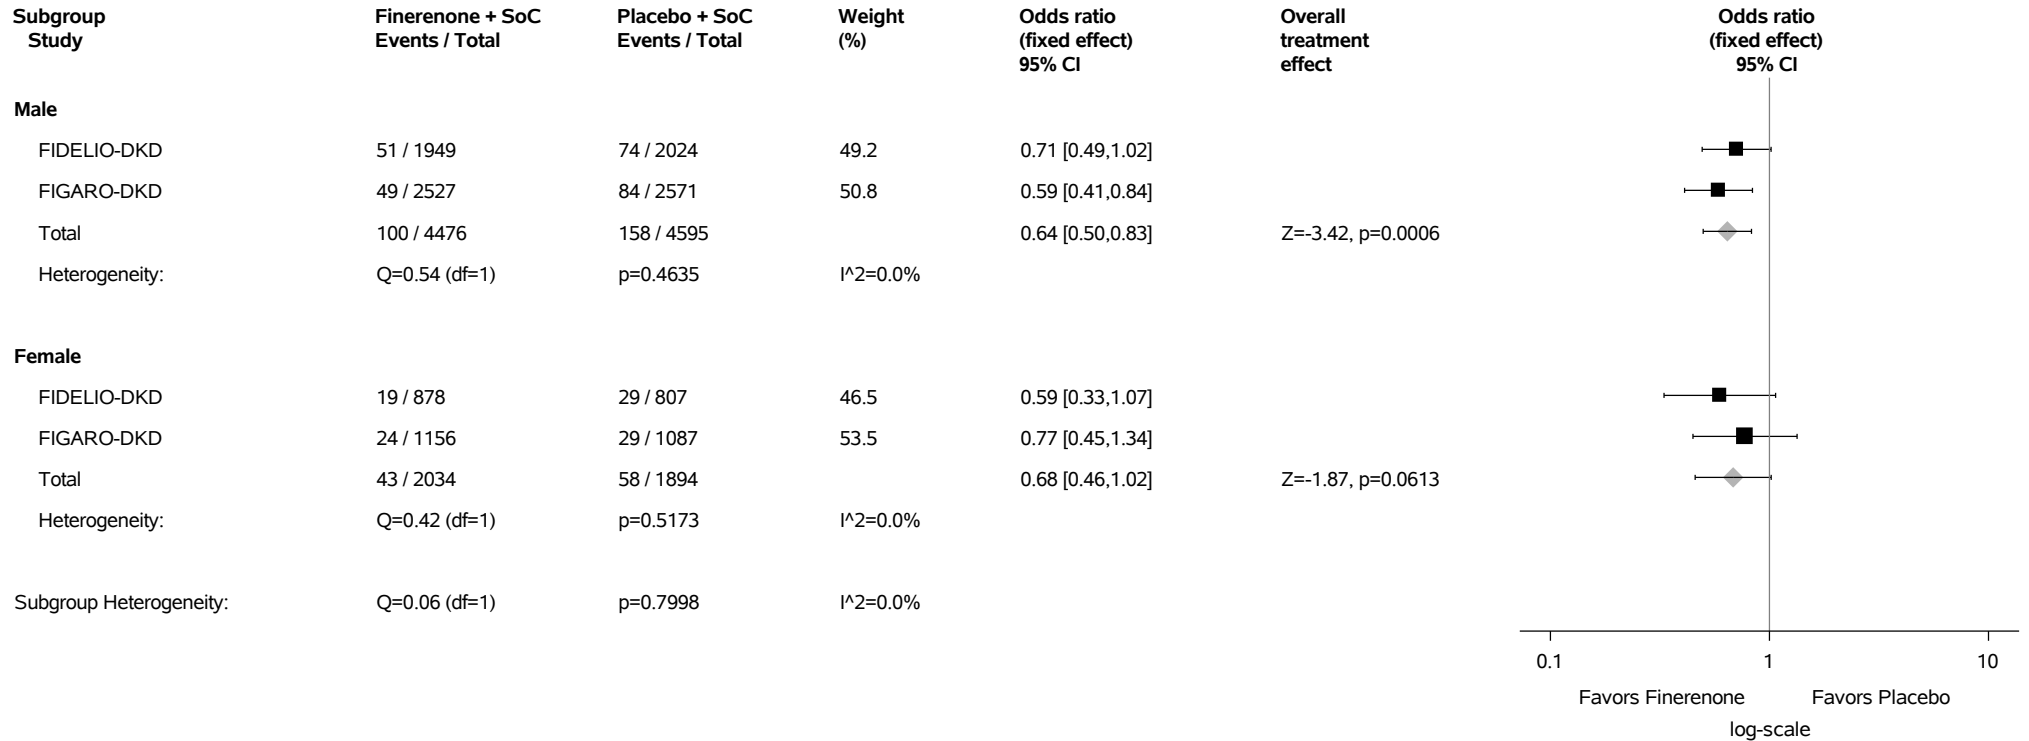 Subgroup Finerenone + SoC Placebo + SoC Weight Odds ratio Overall Odds ratio
Study Events / Total Events / Total (%) (fixed effect) treatment (fixed effect)
95% CI effect 95% CI
Male
FIDELIO-DKD 51 / 1949 74 / 2024 49.2 0.71 [0.49,1.02]
FIGARO-DKD 49 / 2527 84 / 2571 50.8 0.59 [0.41,0.84]
Total 100 / 4476 158 / 4595 0.64 [0.50,0.83] Z=-3.42, p=0.0006
Heterogeneity: Q=0.54 (df=1) p=0.4635 I^2=0.0%
Female
FIDELIO-DKD 19 / 878 29 / 807 46.5 0.59 [0.33,1.07]
FIGARO-DKD 24 / 1156 29 / 1087 53.5 0.77 [0.45,1.34]
Total 43 / 2034 58 / 1894 0.68 [0.46,1.02] Z=-1.87, p=0.0613
Heterogeneity: Q=0.42 (df=1) p=0.5173 I^2=0.0%
Subgroup Heterogeneity: Q=0.06 (df=1) p=0.7998 I^2=0.0%
0.1 1 10
Favors Finerenone Favors Placebo
log-scale